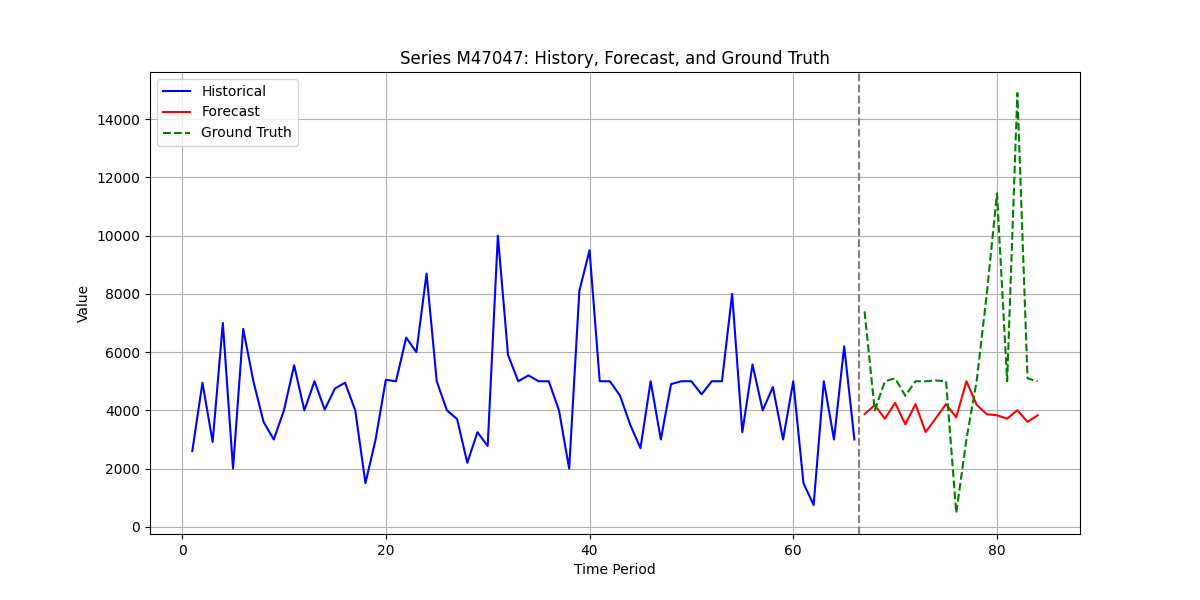 Series M47047: History, Forecast, and Ground Truth
Historical
Forecast
Ground Truth
14000
12000
10000
8000
6000
4000
2000
0
Value
0 20 40 60 80
Time Period